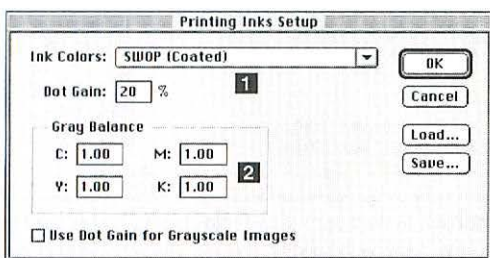 Printing Inks Setup
Ink Colors: SWOP (Coated)
OK
Dot Gain: 20 %
1
Cancel
Gray Balance
Load...
C: 1.00 M: 1.00
2
Save...
Y: 1.00 K: 1.00
Use Dot Gain for Grayscale Images